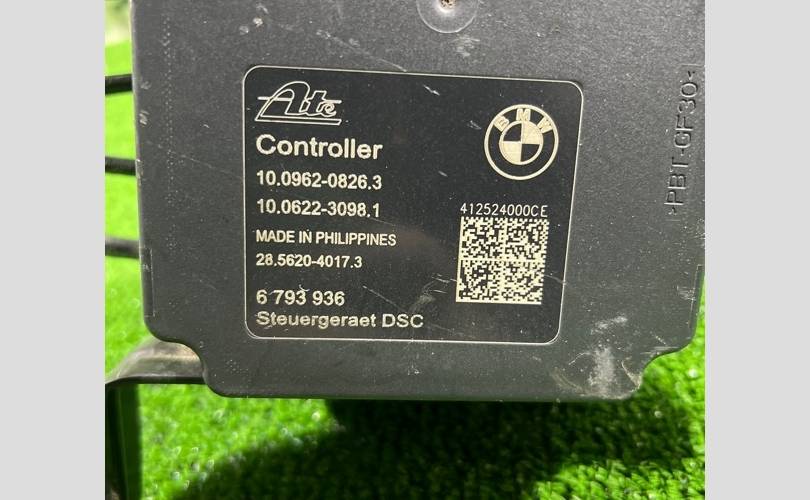 Ate
BMW
Controller
10.0962-0826.3
10.0622-3098.1
412524000CE
MADE IN PHILIPPINES
28.5620-4017.3
6 793 936
Steuergeraet DSC
>PBT-GF30<